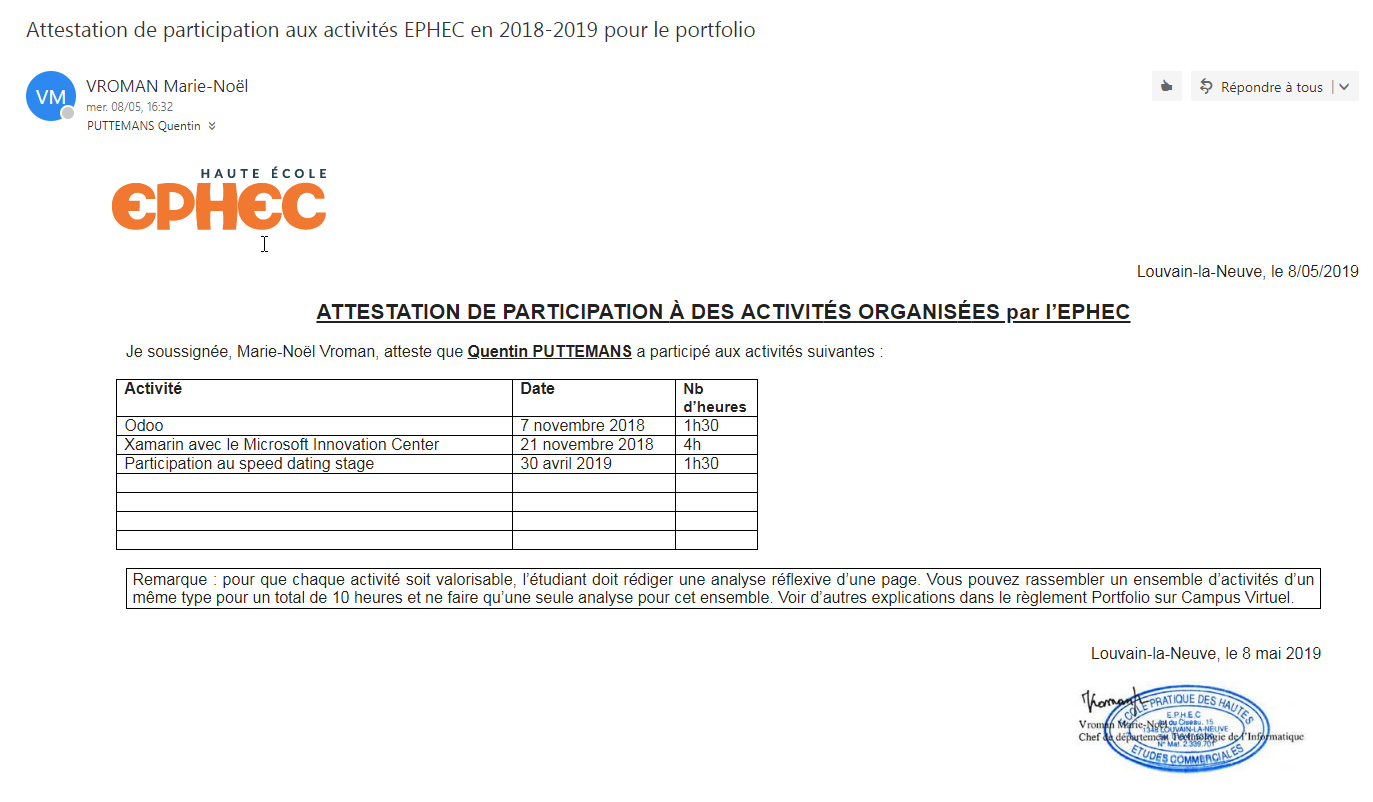 Attestation de participation aux activités EPHEC en 2018-2019 pour le portfolio
VM
VROMAN Marie-Noël
mer. 08/05, 16:32
PUTTEMANS Quentin
Répondre à tous
HAUTE ÉCOLE
EPHEC
Louvain-la-Neuve, le 8/05/2019
ATTESTATION DE PARTICIPATION À DES ACTIVITÉS ORGANISÉES par l’EPHEC
Je soussignée, Marie-Noël Vroman, atteste que Quentin PUTTEMANS a participé aux activités suivantes :
Activité Date Nb
d’heures
Odoo 7 novembre 2018 1h30
Xamarin avec le Microsoft Innovation Center 21 novembre 2018 4h
Participation au speed dating stage 30 avril 2019 1h30
Remarque : pour que chaque activité soit valorisable, l’étudiant doit rédiger une analyse réflexive d’une page. Vous pouvez rassembler un ensemble d’activités d’un
même type pour un total de 10 heures et ne faire qu’une seule analyse pour cet ensemble. Voir d’autres explications dans le règlement Portfolio sur Campus Virtuel.
Louvain-la-Neuve, le 8 mai 2019
Vroman
ECOLE PRATIQUE DES HAUTES
E.P.H.E.C
du Ciseau, 15
1348 LOUVAIN-LA-NEUVE
N° Mat. 2.339.701
ETUDES COMMERCIALES
Vroman Marie-Noël
Chef de département Technologie de l’Informatique